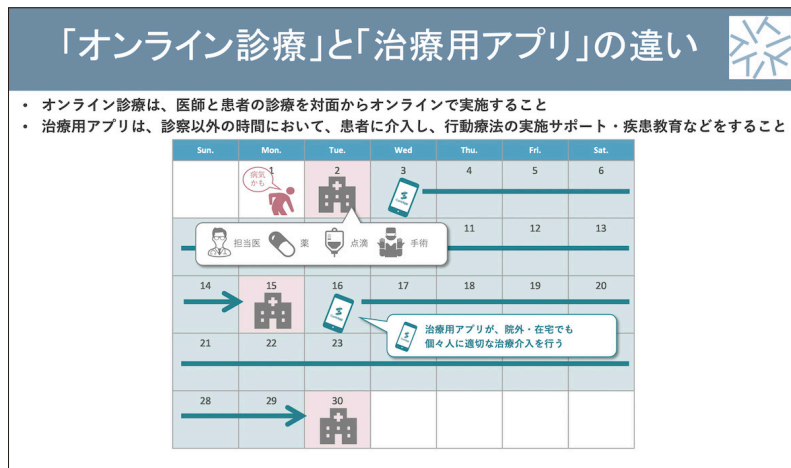 「オンライン診療」と「治療用アプリ」の違い
• オンライン診療は、医師と患者の診療を対面からオンラインで実施すること
• 治療用アプリは、診察以外の時間において、患者に介入し、行動療法の実施サポート・疾患教育などをすること
Sun. Mon. Tue. Wed Thu. Fri. Sat.
1 2 3 4 5 6
病気
かも
11 12 13
担当医 薬 点滴 手術
14 15 16 17 18 19 20
治療用アプリが、院外・在宅でも
個々人に適切な治療介入を行う
21 22 23
28 29 30